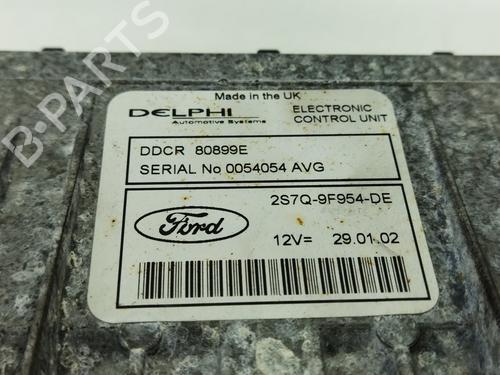 Made in the UK
DELPHI
Automotive Systems
ELECTRONIC
CONTROL UNIT
DDCR 80899E
SERIAL No 0054054 AVG
2S7Q-9F954-DE
Ford
12V= 29.01.02
B-PARTS